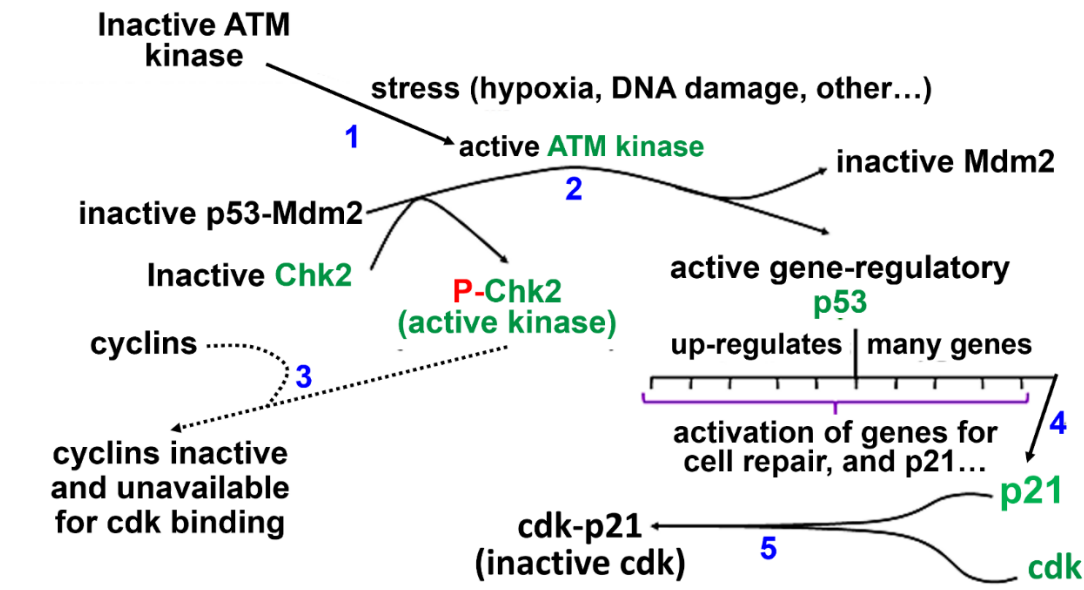 Inactive ATM
kinase
stress (hypoxia, DNA damage, other…)
1
active ATM kinase
2
inactive Mdm2
inactive p53-Mdm2
Inactive Chk2
P-Chk2
(active kinase)
active gene-regulatory
p53
cyclins
3
up-regulates many genes
4
activation of genes for
cell repair, and p21…
cyclins inactive
and unavailable
for cdk binding
p21
cdk-p21
(inactive cdk)
5
cdk